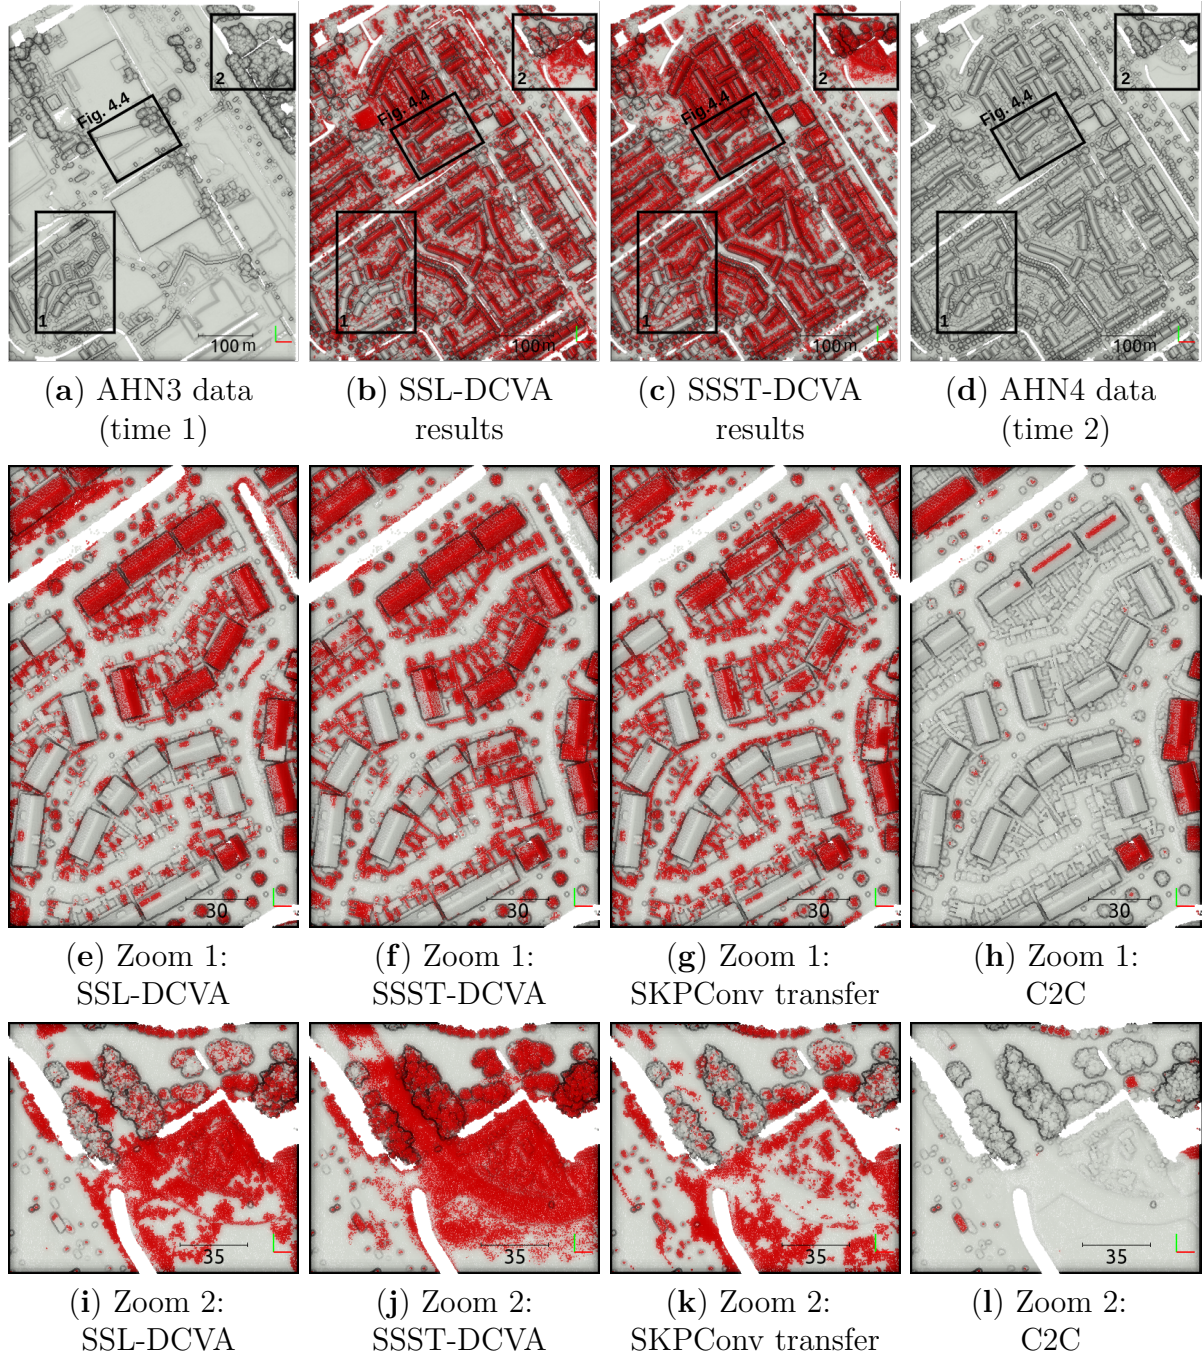 2
Fig. 4.4
1
100 m
2
Fig. 4.4
1
100m
2
Fig. 4.4
1
100m
2
Fig. 4.4
1
100m
(a) AHN3 data
(time 1)
(b) SSL-DCVA
results
(c) SSST-DCVA
results
(d) AHN4 data
(time 2)
30
30
30
30
(e) Zoom 1:
SSL-DCVA
(f) Zoom 1:
SSST-DCVA
(g) Zoom 1:
SKPConv transfer
(h) Zoom 1:
C2C
35
35
35
35
(i) Zoom 2:
SSL-DCVA
(j) Zoom 2:
SSST-DCVA
(k) Zoom 2:
SKPConv transfer
(l) Zoom 2:
C2C